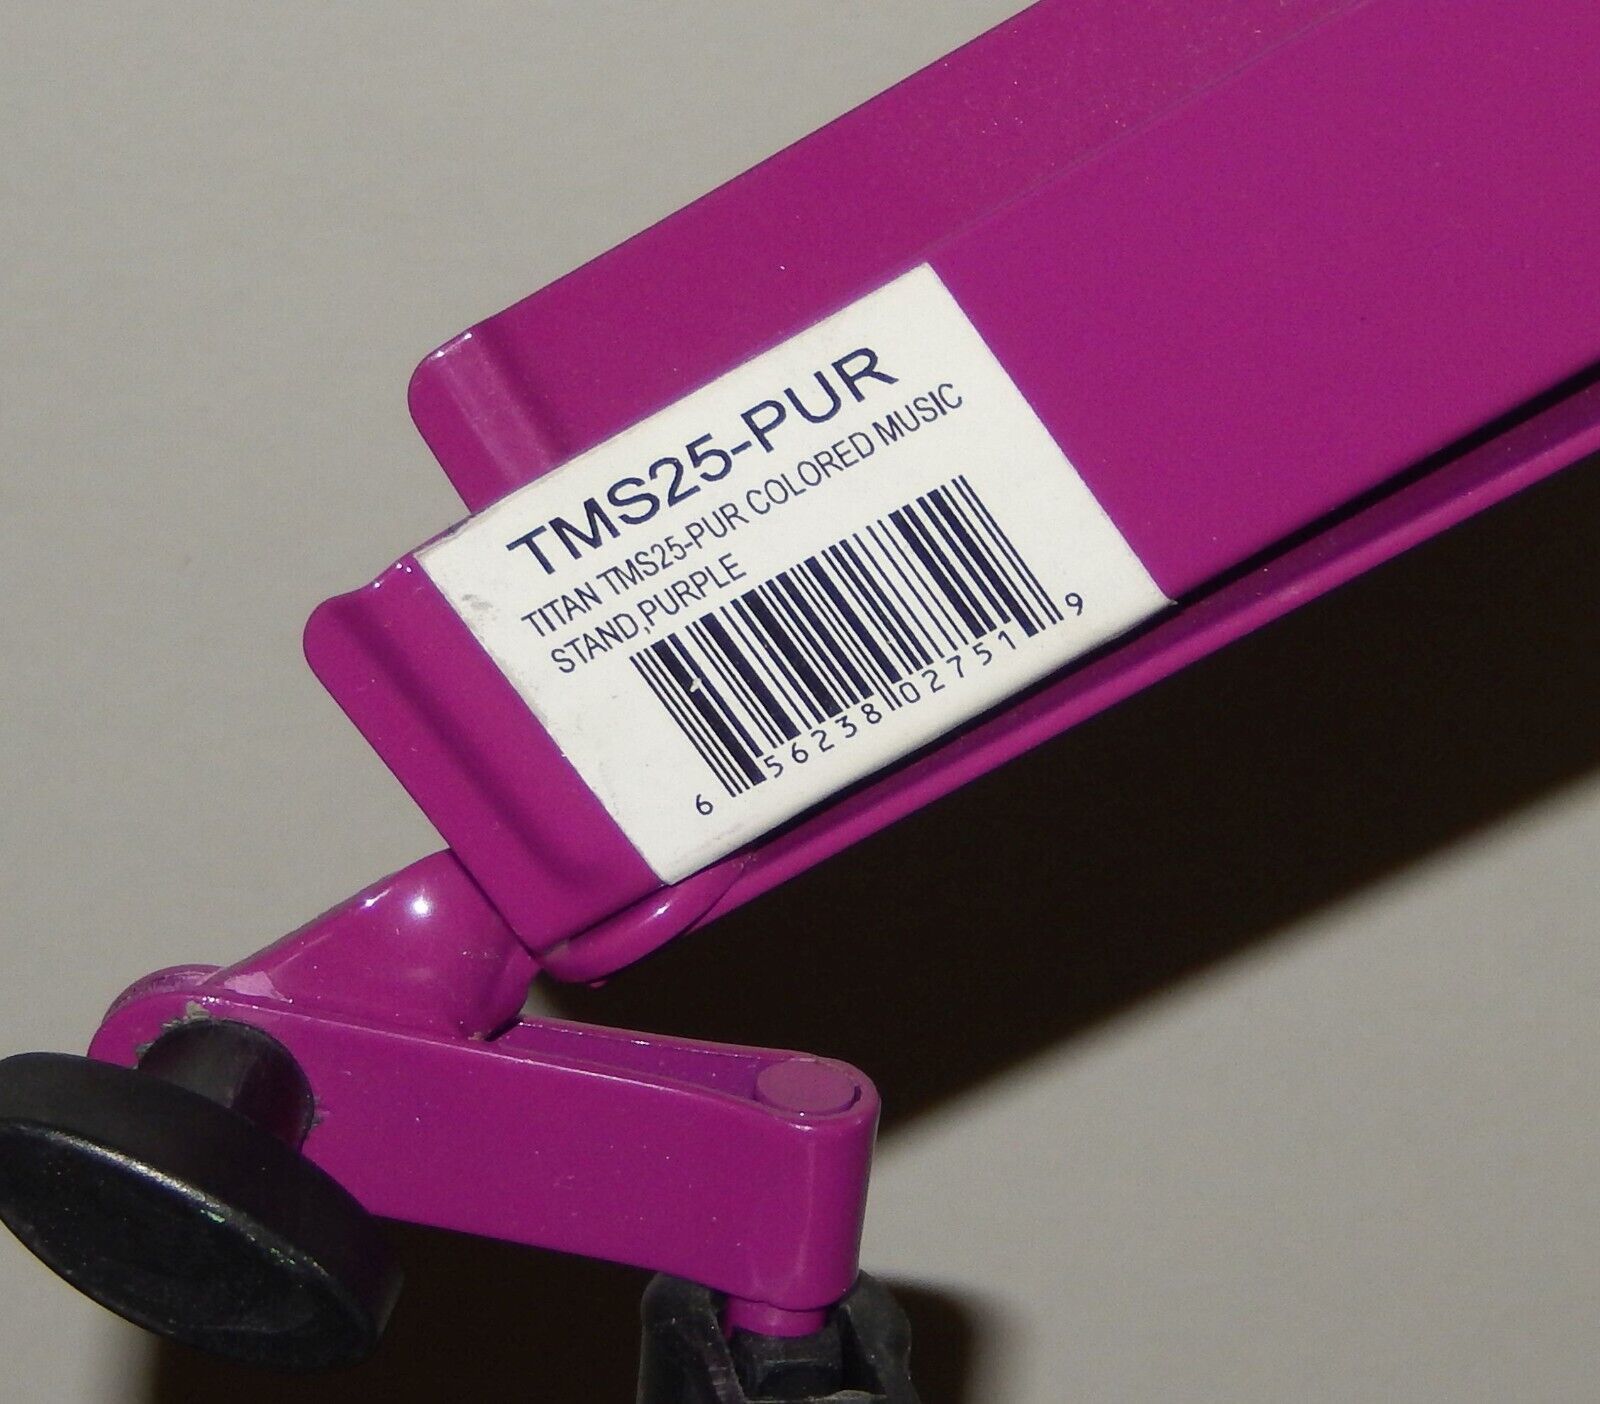 TMS25-PUR
TITAN TMS25-PUR COLORED MUSIC
STAND,PURPLE
6 56238 02751 9